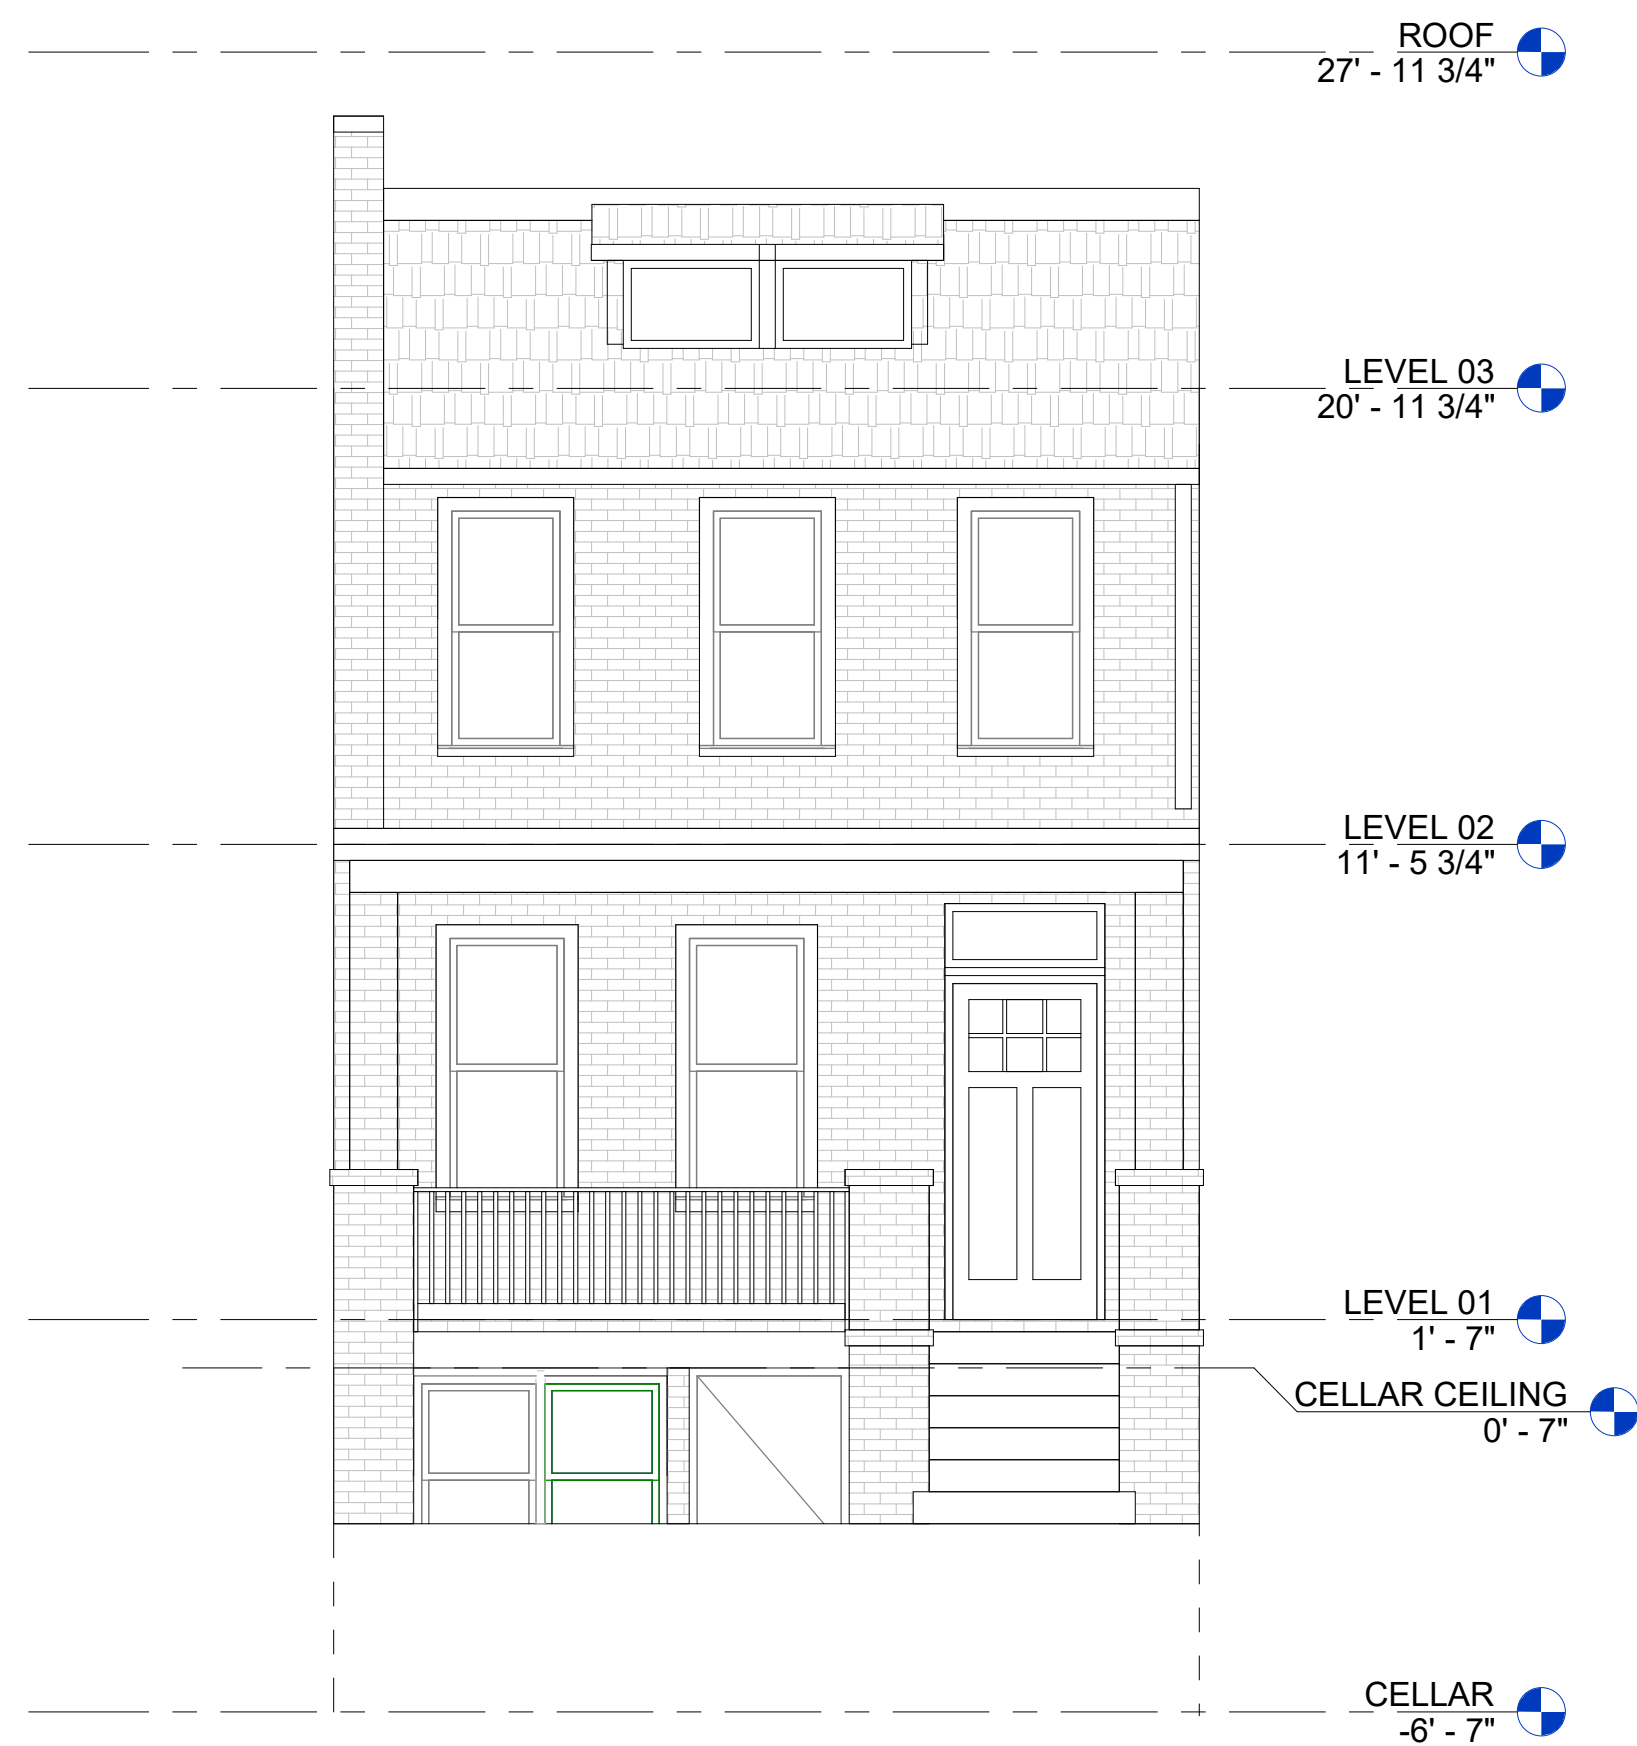 ROOF
27' - 11 3/4"
LEVEL 03
20' - 11 3/4"
LEVEL 02
11' - 5 3/4"
LEVEL 01
1' - 7"
CELLAR CEILING
0' - 7"
CELLAR
-6' - 7"